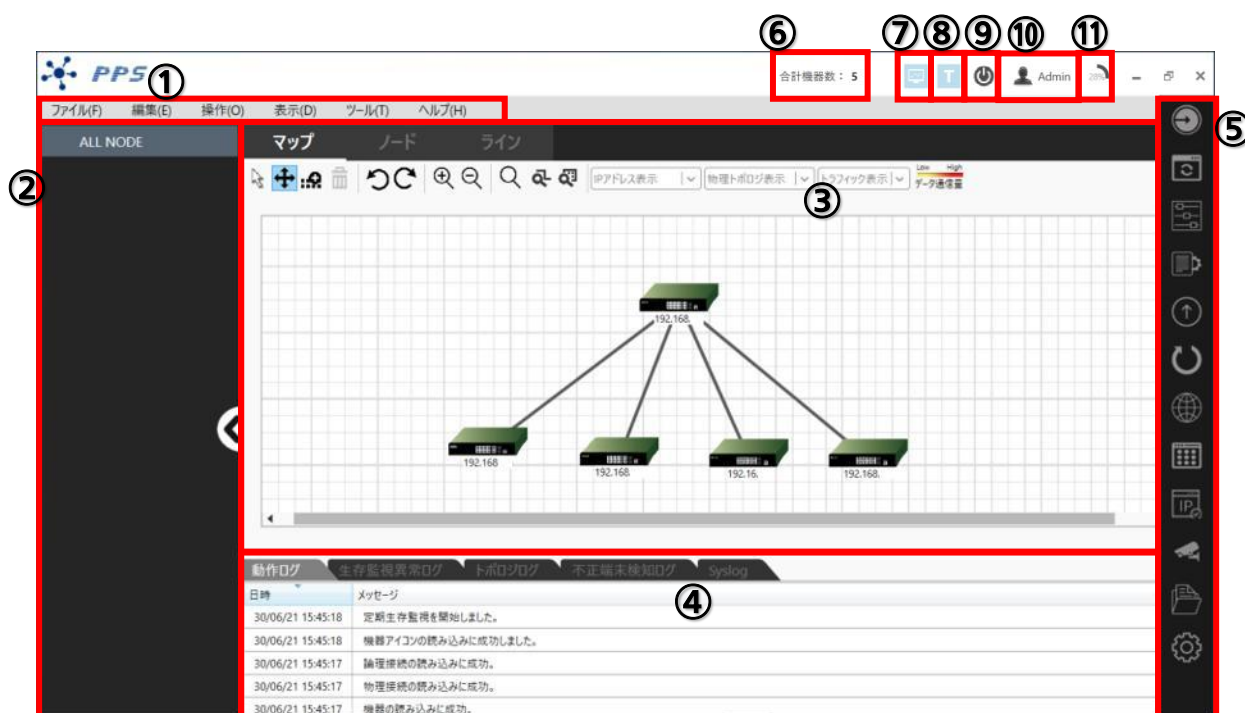 ⑥ ⑦ ⑧ ⑨ ⑩ ⑪
PPS ①
合計機器数： 5
T
Admin
28%
ファイル(F) 編集(E) 操作(O) 表示(D) ツール(T) ヘルプ(H)
⑤
ALL NODE
マップ ノード ライン
②
IPアドレス表示 物理トポロジ表示 トラフィック表示
Low High
データ通信量
③
192.168.
192.168
192.168.
192.16.
192.168.
IP
動作ログ 生存監視異常ログ トポロジログ 不正端末検知ログ Syslog
日時 メッセージ
④
30/06/21 15:45:18 定期生存監視を開始しました。
30/06/21 15:45:18 機器アイコンの読み込みに成功しました。
30/06/21 15:45:17 論理接続の読み込みに成功。
30/06/21 15:45:17 物理接続の読み込みに成功。
30/06/21 15:45:17 機器の読み込みに成功。